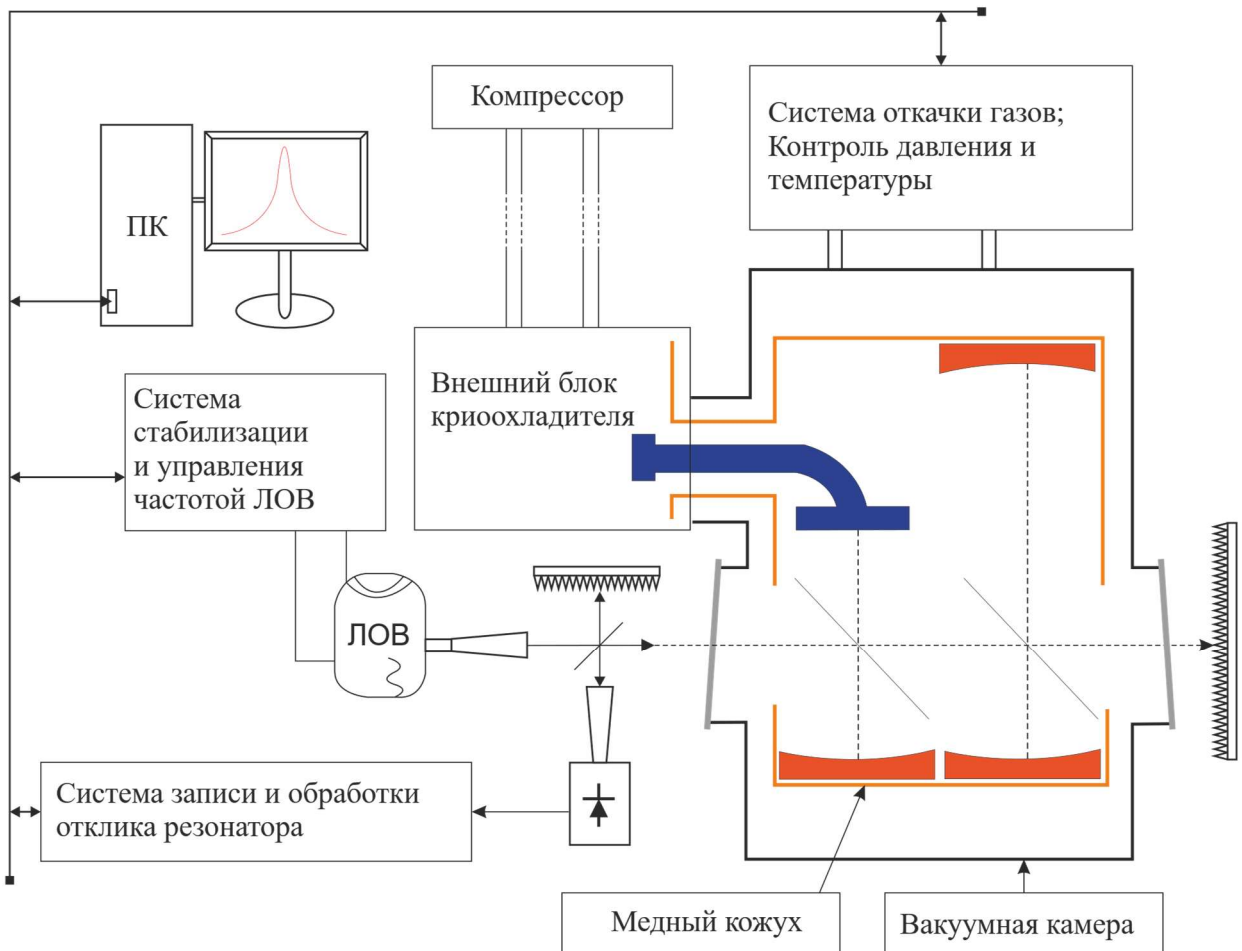 Компрессор
Система откачки газов;
Контроль давления и
температуры
ПК
Внешний блок
криоохладителя
Система
стабилизации
и управления
частотой ЛОВ
ЛОВ
Система записи и обработки
отклика резонатора
Медный кожух
Вакуумная камера